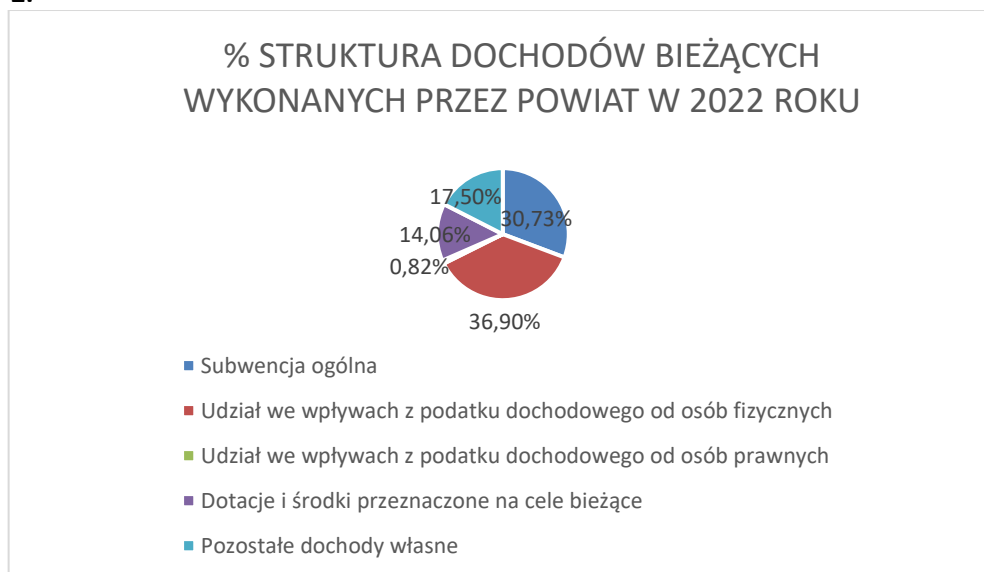 % STRUKTURA DOCHODÓW BIEŻĄCYCH
WYKONANYCH PRZEZ POWIAT W 2022 ROKU
17,50%
30,73%
14,06%
0,82%
36,90%
Subwencja ogólna
Udział we wpływach z podatku dochodowego od osób fizycznych
Udział we wpływach z podatku dochodowego od osób prawnych
Dotacje i środki przeznaczone na cele bieżące
Pozostałe dochody własne